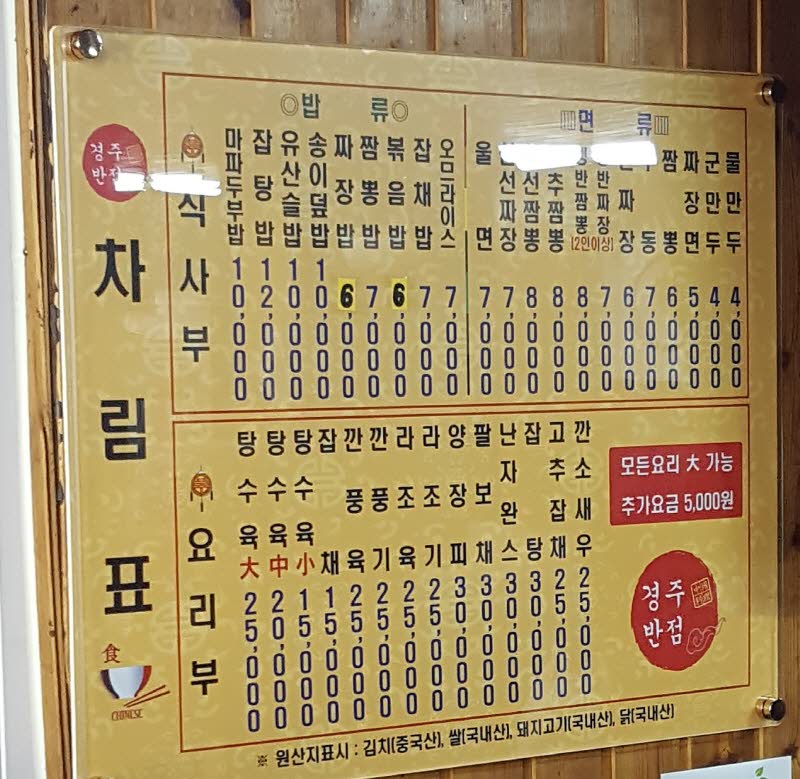 경주
반점
차림표
食
CHINESE
식사부
◎밥 류◎
마파두부밥 10,000
잡탕밥 12,000
유산슬밥 10,000
송이덮밥 10,000
짜장밥 6,000
짬뽕밥 7,000
볶음밥 6,000
잡채밥 7,000
오므라이스 7,000
면 류
울면 7,000
선짜장 7,000
선짬뽕 8,000
추짬뽕 8,000
반짬뽕 [2인이상] 8,000
반짜장 [2인이상] 7,000
짜장 6,000
동 7,000
짬뽕 6,000
짜장면 5,000
군만두 4,000
물만두 4,000
요리부
탕수육 大 25,000
탕수육 中 20,000
탕수육 小 15,000
잡채 15,000
깐풍육 25,000
깐풍기 25,000
라조육 25,000
라조기 25,000
양장피 30,000
팔보채 30,000
난자완스 30,000
잡탕 30,000
고추잡채 25,000
깐소새우 25,000
모든요리 大 가능
추가요금 5,000원
경주
반점
※ 원산지표시 : 김치(중국산), 쌀(국내산), 돼지고기(국내산), 닭(국내산)